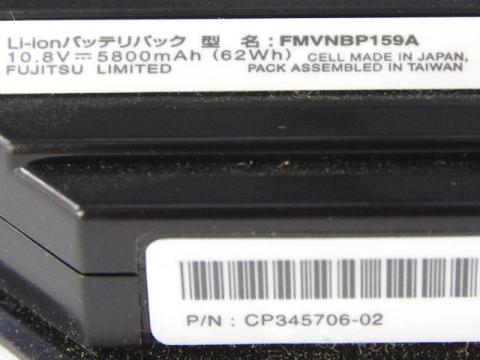 Li-ionバッテリパック 型 名 : FMVNBP159A
10.8V⎓5800mAh (62Wh) CELL MADE IN JAPAN,
FUJITSU LIMITED PACK ASSEMBLED IN TAIWAN
P/N : CP345706-02